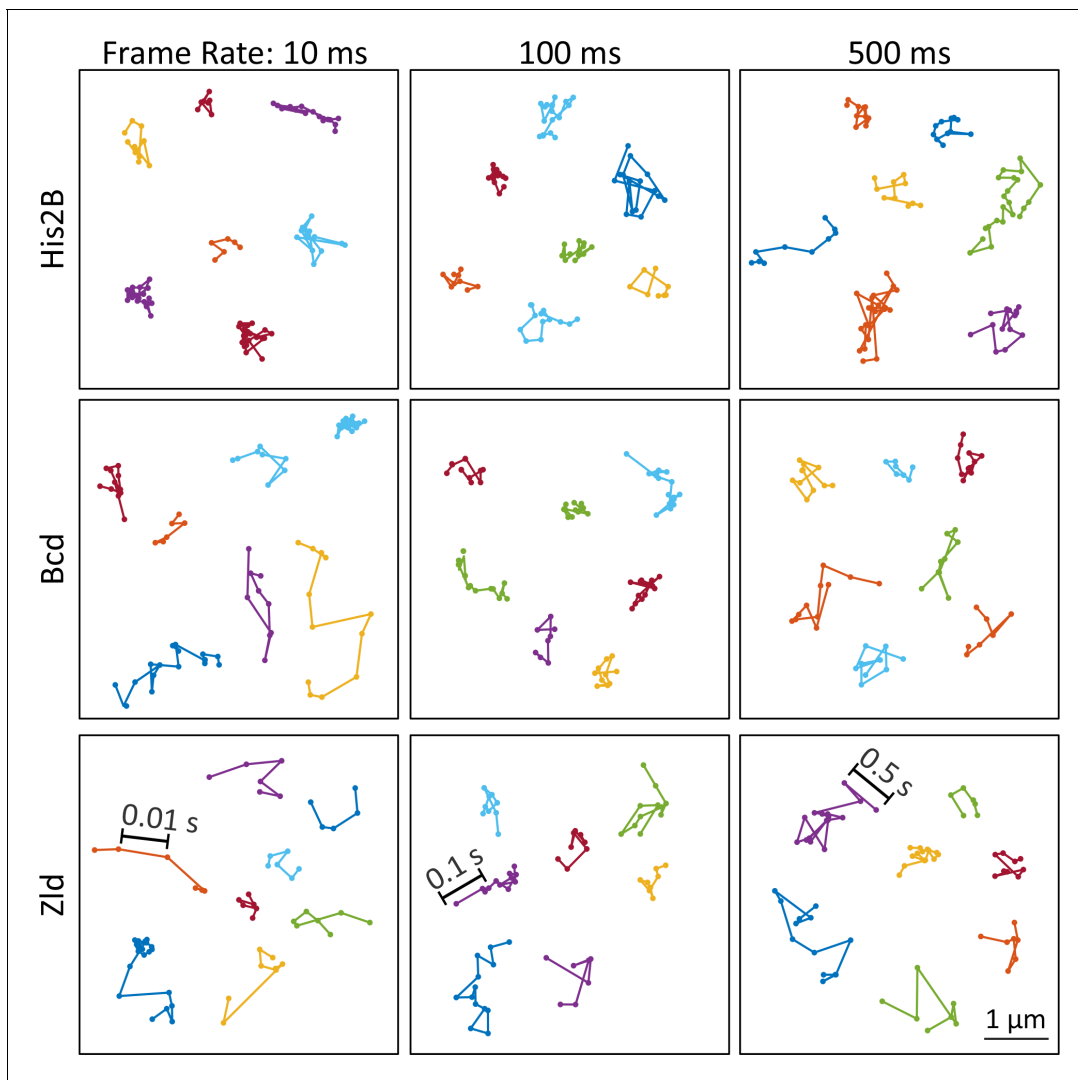 Frame Rate: 10 ms
100 ms
500 ms
His2B
Bcd
Zld
0.01 s
0.1 s
0.5 s
1 μm